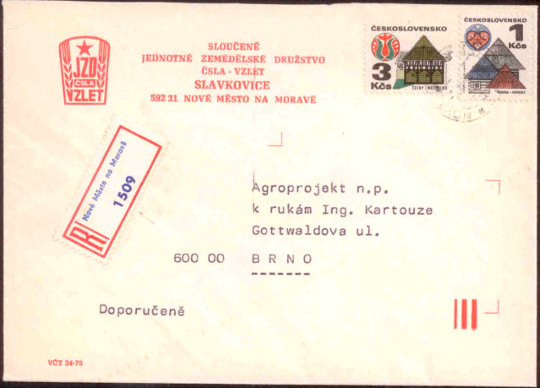 JZD
ČSLA
VZLET
SLOUČENÉ
JEDNOTNÉ ZEMĚDĚLSKÉ DRUŽSTVO
ČSLA - VZLET
SLAVKOVICE
592 31 NOVÉ MĚSTO NA MORAVĚ
ČESKOSLOVENSKO
3 Kčs
ČESKOSLOVENSKO
1 Kčs
R
Nové Město na Moravě
1509
Agroprojekt n.p.
k rukám Ing. Kartouze
Gottwaldova ul.
600 00 BRNO
Doporučeně
VČT 34-73